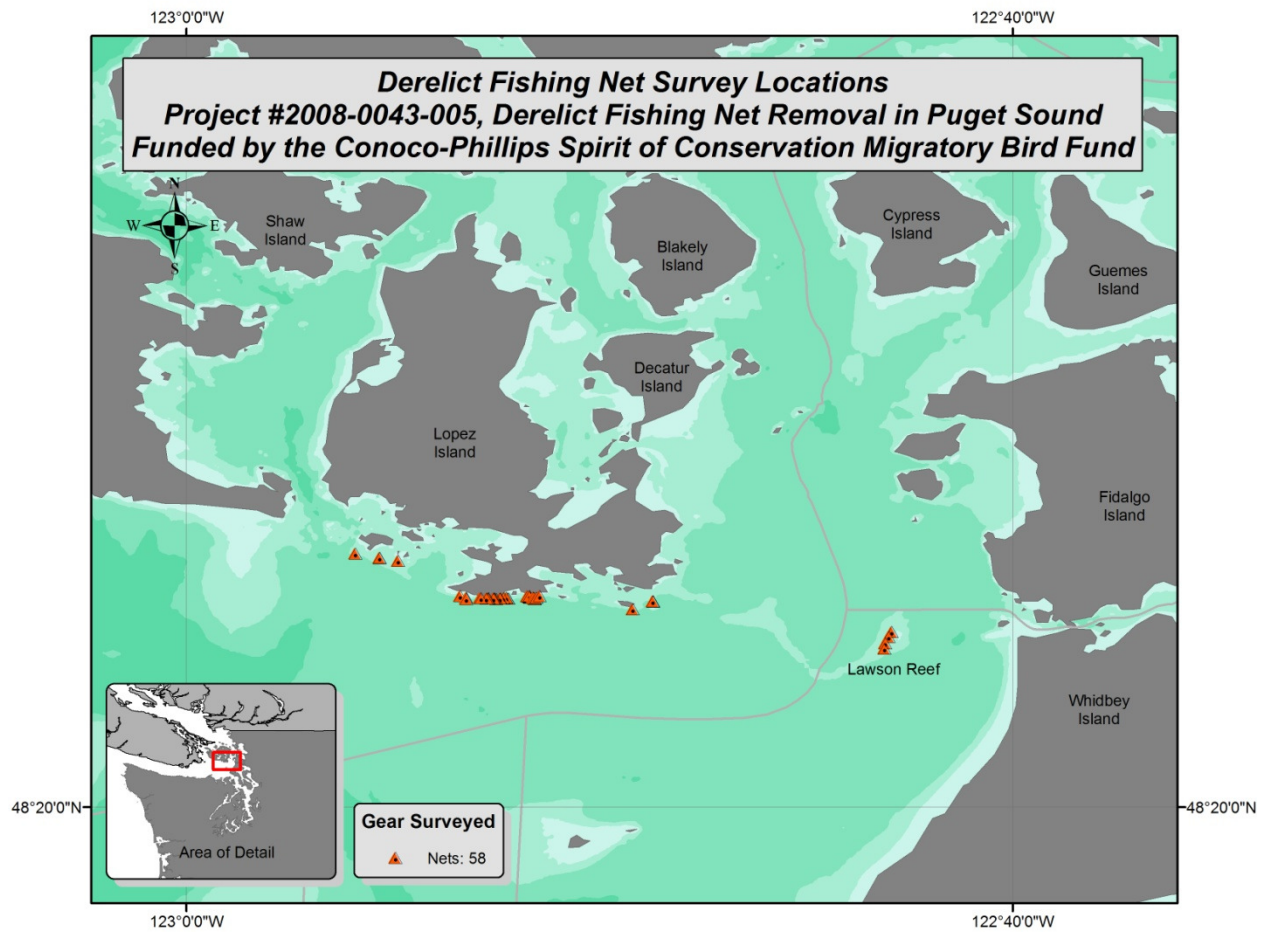 123°0'0"W
122°40'0"W
Derelict Fishing Net Survey Locations
Project #2008-0043-005, Derelict Fishing Net Removal in Puget Sound
Funded by the Conoco-Phillips Spirit of Conservation Migratory Bird Fund
N
W
E
S
Shaw
Island
Blakely
Island
Cypress
Island
Guemes
Island
Decatur
Island
Lopez
Island
Fidalgo
Island
Lawson Reef
Whidbey
Island
48°20'0"N
48°20'0"N
Area of Detail
Gear Surveyed
Nets: 58
123°0'0"W
122°40'0"W